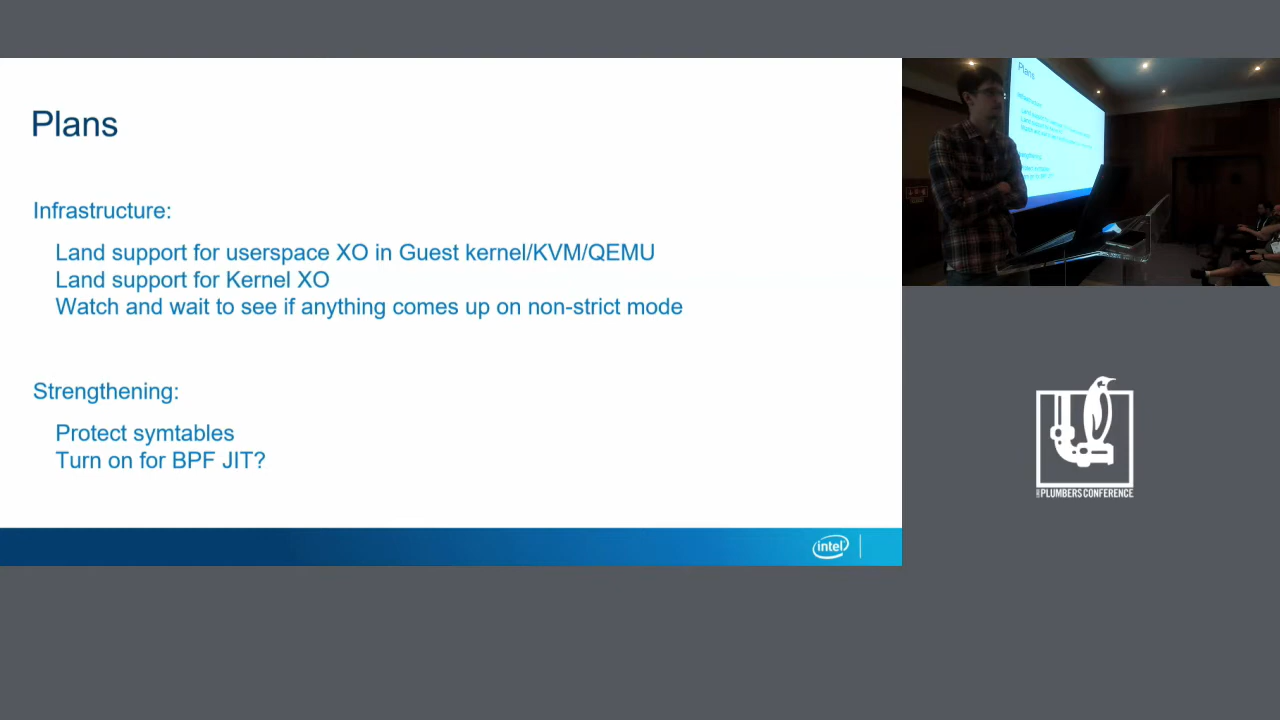 Plans
Infrastructure:
Land support for userspace XO in Guest kernel/KVM/QEMU
Land support for Kernel XO
Watch and wait to see if anything comes up on non-strict mode
Strengthening:
Protect symtables
Turn on for BPF JIT?
intel
Plans
PLUMBERS CONFERENCE